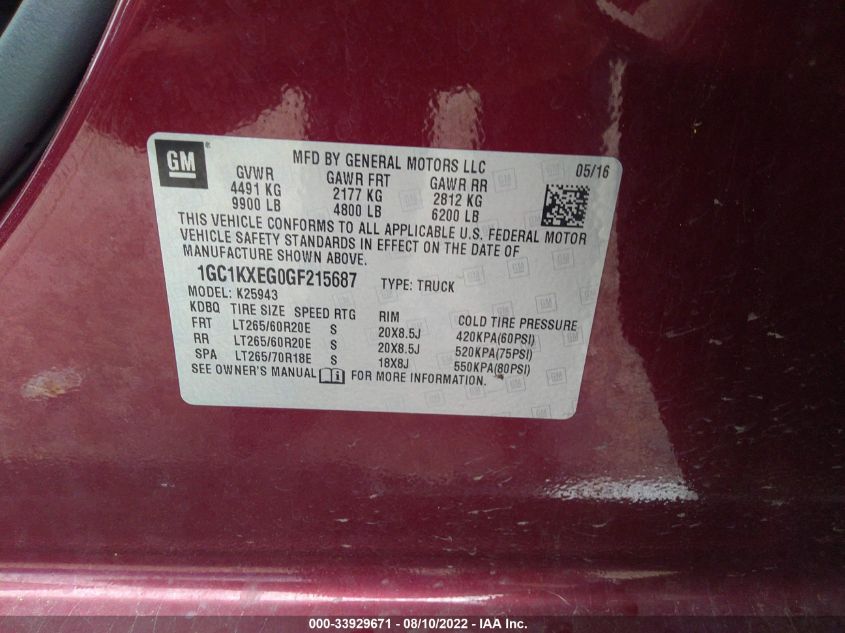 GM
MFD BY GENERAL MOTORS LLC 05/16
GVWR GAWR FRT GAWR RR
4491 KG 2177 KG 2812 KG
9900 LB 4800 LB 6200 LB
THIS VEHICLE CONFORMS TO ALL APPLICABLE U.S. FEDERAL MOTOR
VEHICLE SAFETY STANDARDS IN EFFECT ON THE DATE OF
MANUFACTURE SHOWN ABOVE.
1GC1KXEG0GF215687 TYPE: TRUCK
MODEL: K25943
KDBQ TIRE SIZE SPEED RTG RIM COLD TIRE PRESSURE
FRT LT265/60R20E S 20X8.5J 420KPA(60PSI)
RR LT265/60R20E S 20X8.5J 520KPA(75PSI)
SPA LT265/70R18E S 18X8J 550KPA(80PSI)
SEE OWNER'S MANUAL FOR MORE INFORMATION.
000-33929671 - 08/10/2022 - IAA Inc.